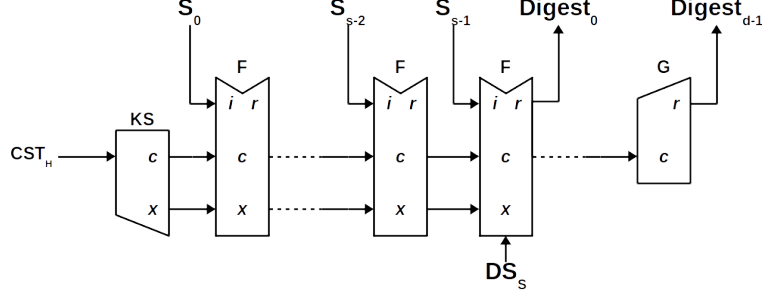 S0 Ss-2 Ss-1 Digest0 Digestd-1
F F F G
i r i r i r r
KS
CSTH c c c c c
x x x x
DSS